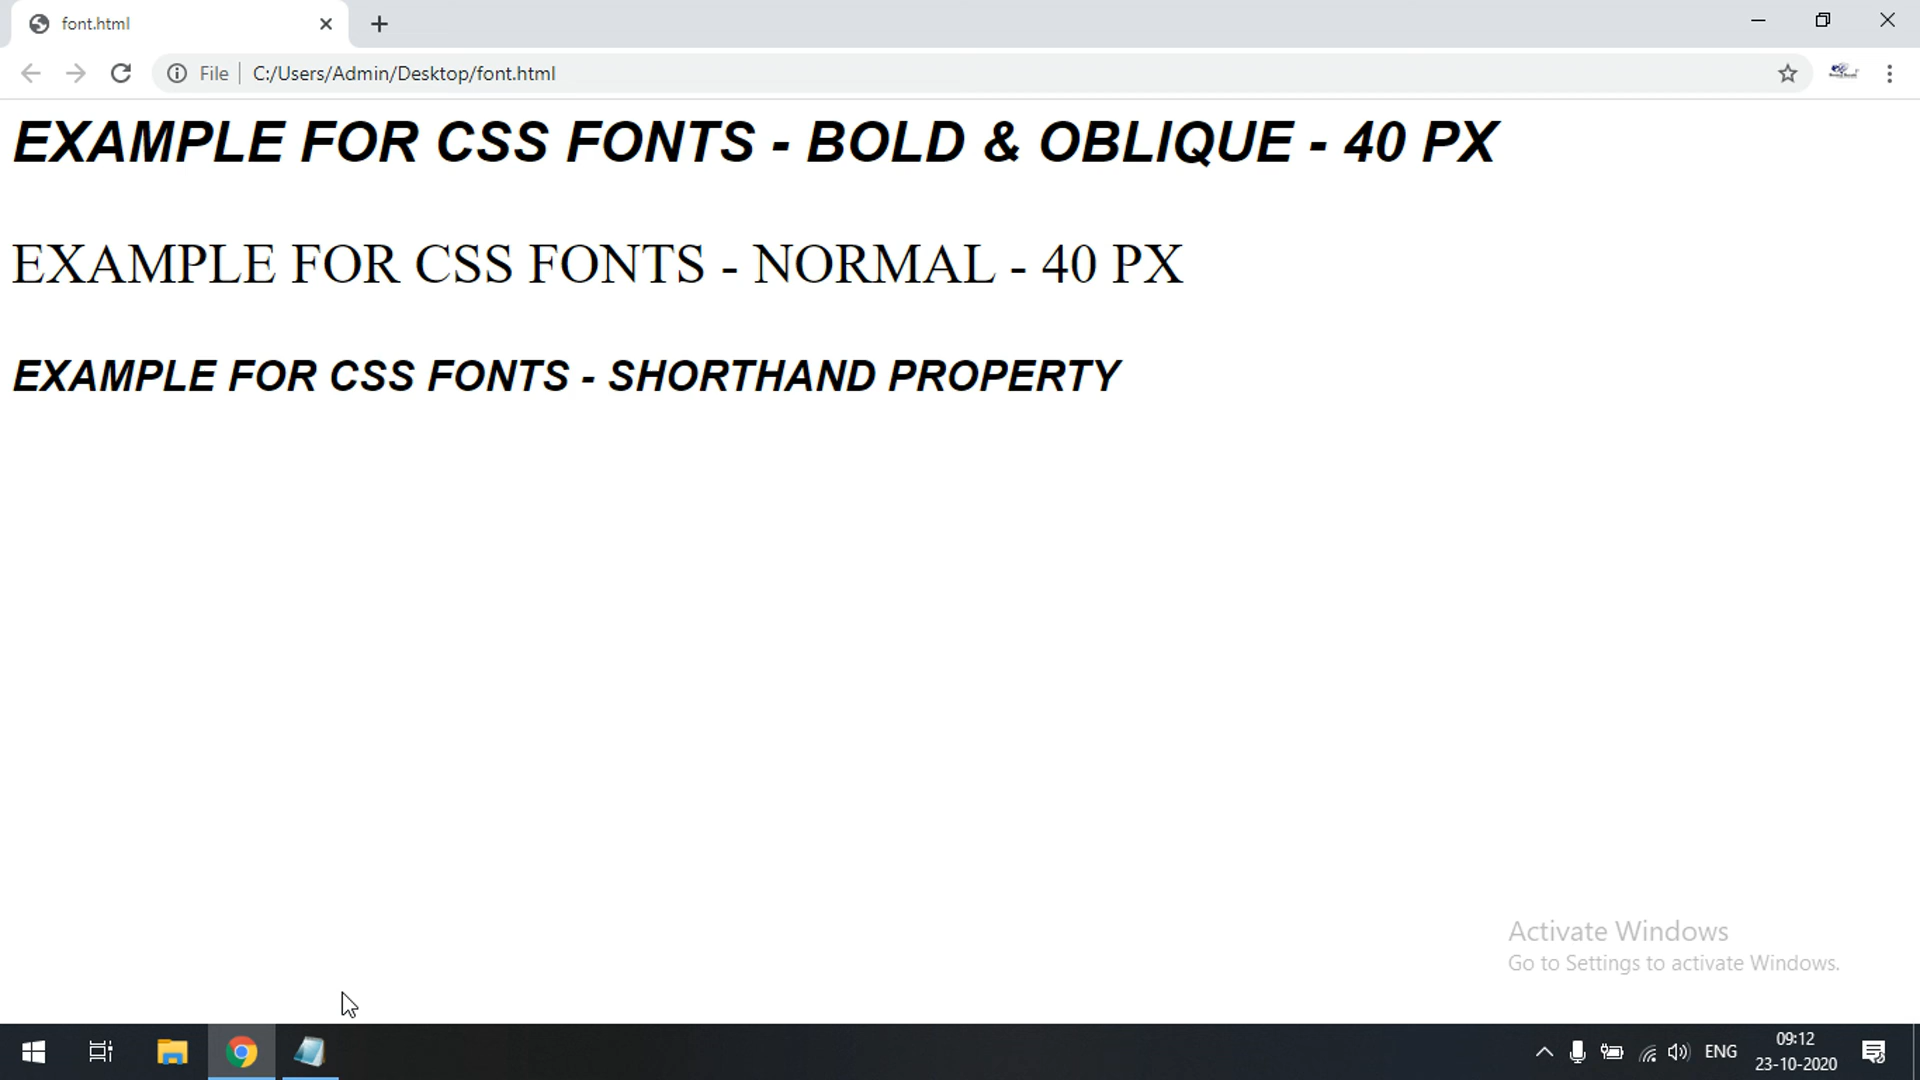 font.html
File C:/Users/Admin/Desktop/font.html
EXAMPLE FOR CSS FONTS - BOLD & OBLIQUE - 40 PX
EXAMPLE FOR CSS FONTS - NORMAL - 40 PX
EXAMPLE FOR CSS FONTS - SHORTHAND PROPERTY
Activate Windows
Go to Settings to activate Windows.
ENG
09:12
23-10-2020